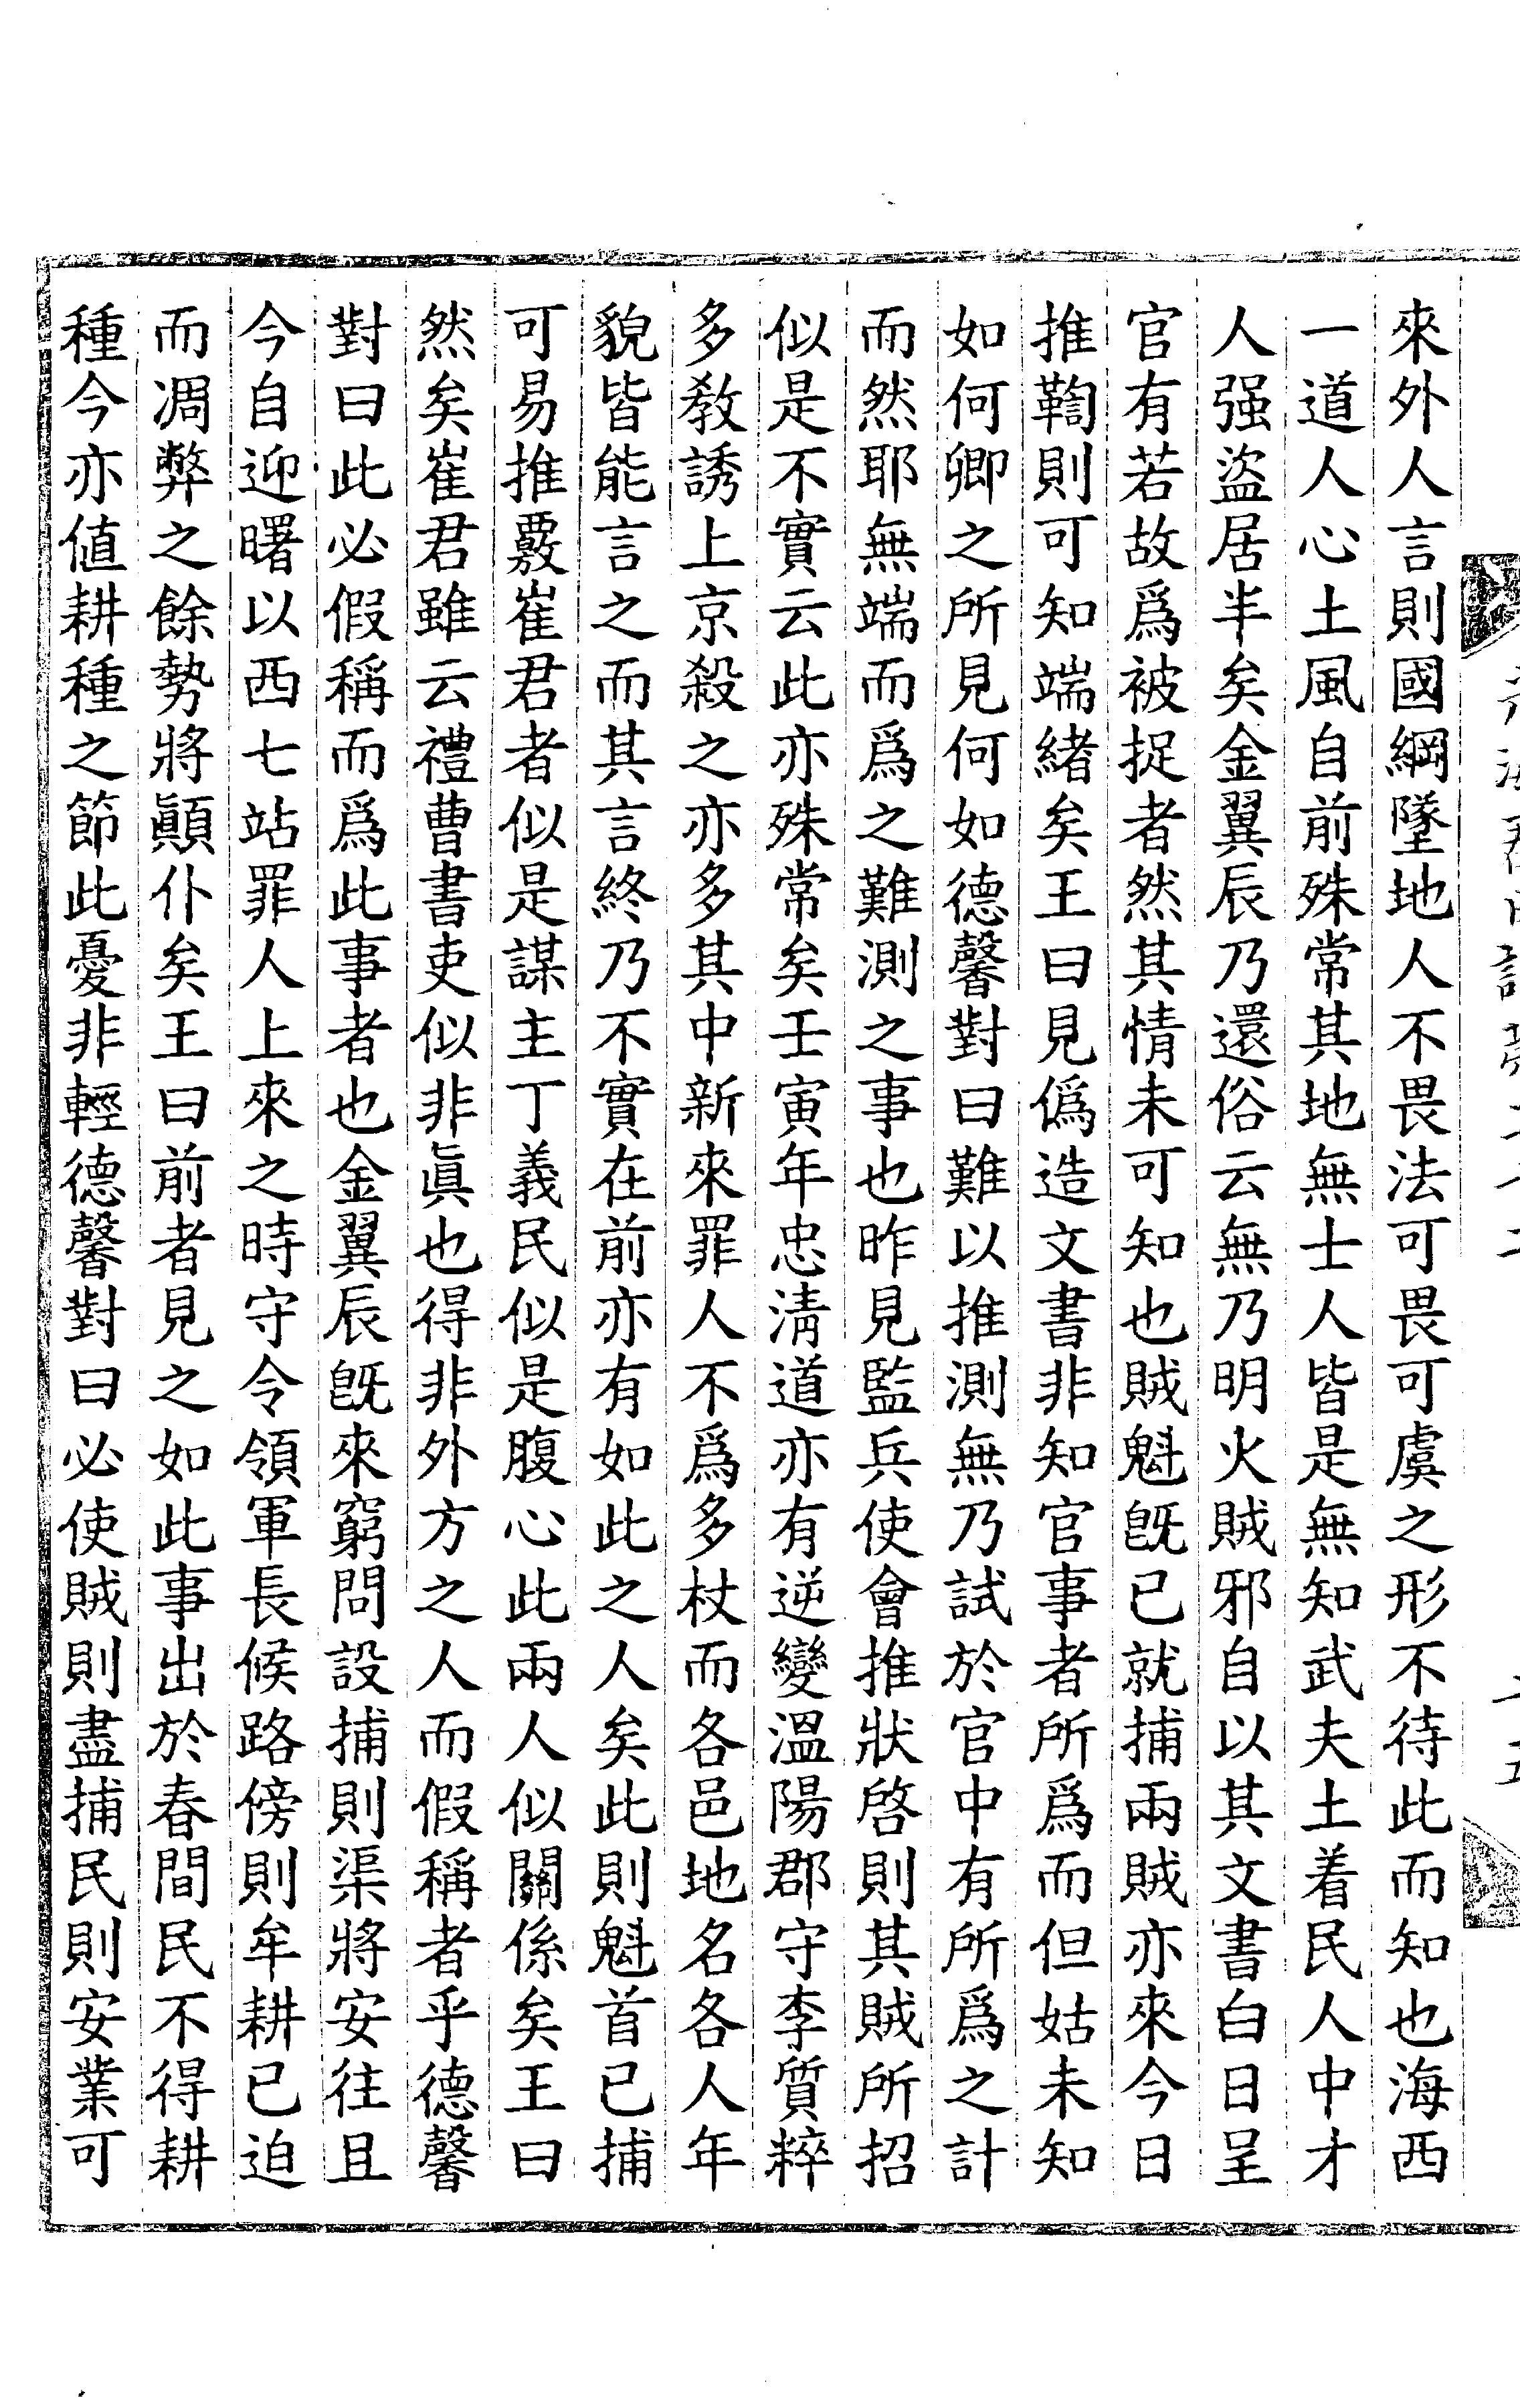 來外人言則國綱墜地人不畏法可畏可虞之形不待此而知也海西
一道人心土風自前殊常其地無士人皆是無知武夫土着民人中才
人强盜居半矣金翼辰乃還俗云無乃明火賊邪自以其文書白日呈
官有若故爲被捉者然其情未可知也賊魁旣已就捕兩賊亦來今日
推鞫則可知端緖矣王曰見僞造文書非知官事者所爲而但姑未知
如何卿之所見何如德馨對曰難以推測無乃試於官中有所爲之計
而然耶無端而爲之難測之事也昨見監兵使會推狀啓則其賊所招
似是不實云此亦殊常矣壬寅年忠淸道亦有逆變溫陽郡守李質粹
多敎誘上京殺之亦多其中新來罪人不爲多杖而各邑地名各人年
貌皆能言之而其言終乃不實在前亦有如此之人矣此則魁首已捕
可易推覈崔君者似是謀主丁義民似是腹心此兩人似關係矣王曰
然矣崔君雖云禮曹書吏似非眞也得非外方之人而假稱者乎德馨
對曰此必假稱而爲此事者也金翼辰旣來窮問設捕則渠將安往且
今自迎曙以西七站罪人上來之時守令領軍長候路傍則牟耕已迫
而凋弊之餘勢將顚仆矣王曰前者見之如此事出於春間民不得耕
種今亦値耕種之節此憂非輕德馨對曰必使賊則盡捕民則安業可